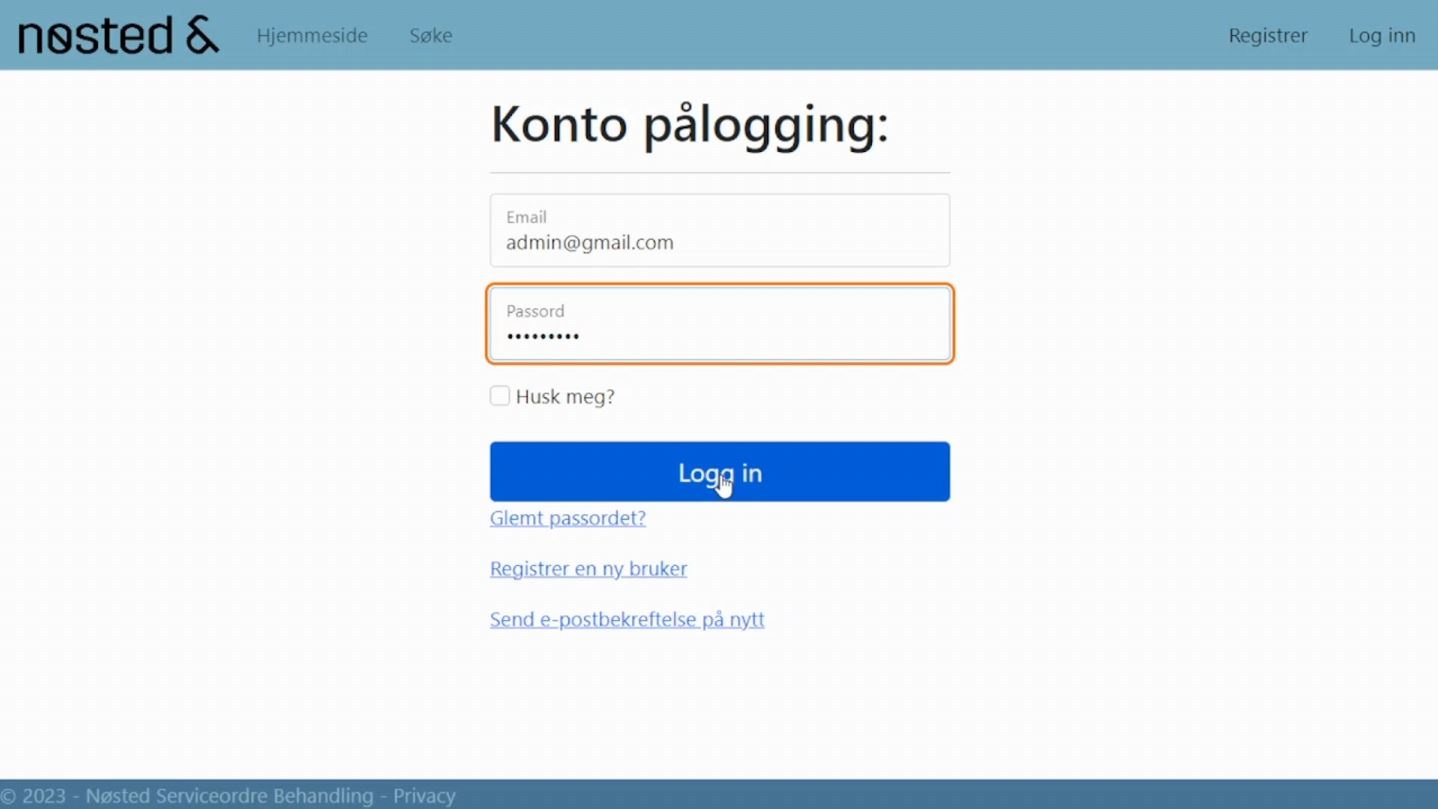 nøsted & Hjemmeside Søke Registrer Log inn
Konto pålogging:
Email
admin@gmail.com
Passord
•••••••••
Husk meg?
Logg in
Glemt passordet?
Registrer en ny bruker
Send e-postbekreftelse på nytt
© 2023 - Nøsted Serviceordre Behandling - Privacy